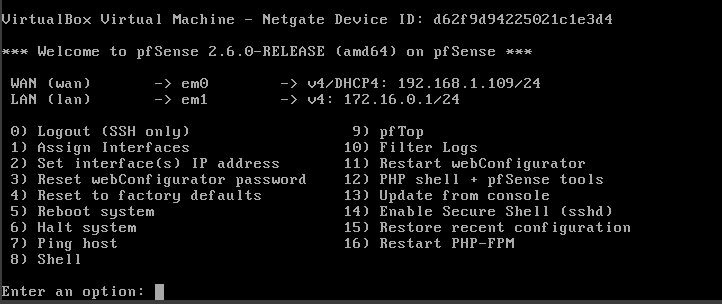 VirtualBox Virtual Machine - Netgate Device ID: d62f9d94225021c1e3d4
*** Welcome to pfSense 2.6.0-RELEASE (amd64) on pfSense ***
WAN (wan) -> em0 -> v4/DHCP4: 192.168.1.109/24
LAN (lan) -> em1 -> v4: 172.16.0.1/24
0) Logout (SSH only) 9) pfTop
1) Assign Interfaces 10) Filter Logs
2) Set interface(s) IP address 11) Restart webConfigurator
3) Reset webConfigurator password 12) PHP shell + pfSense tools
4) Reset to factory defaults 13) Update from console
5) Reboot system 14) Enable Secure Shell (sshd)
6) Halt system 15) Restore recent configuration
7) Ping host 16) Restart PHP-FPM
8) Shell
Enter an option: